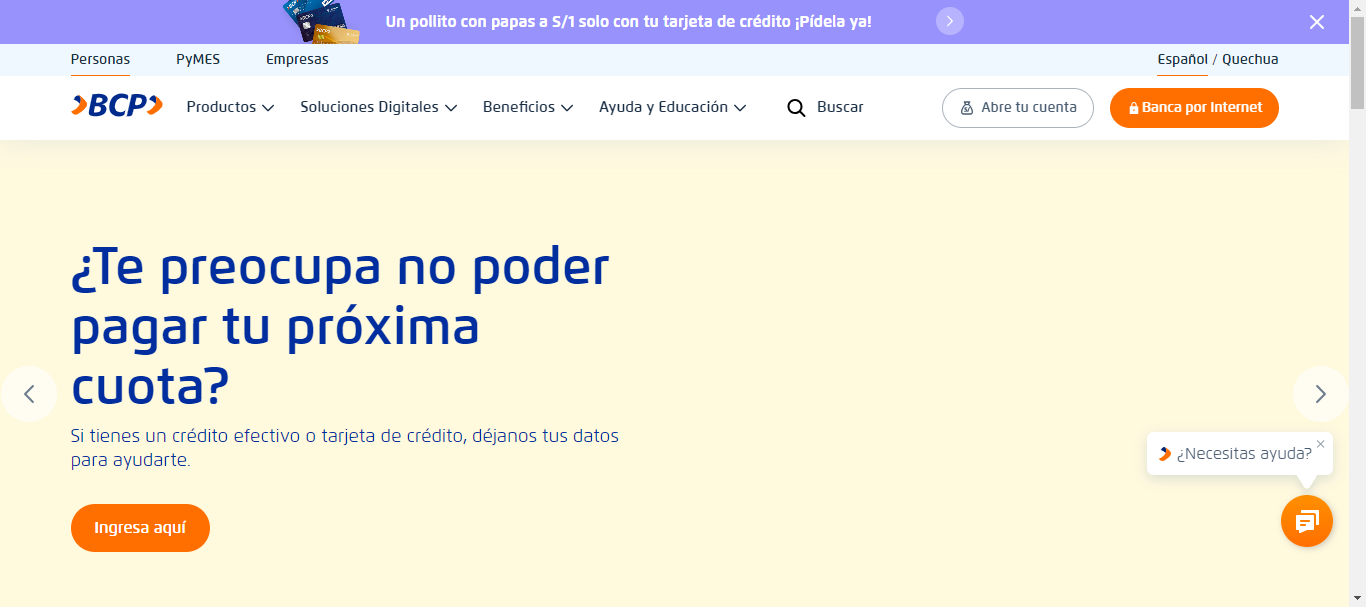 Un pollito con papas a S/1 solo con tu tarjeta de crédito ¡Pídela ya!
Personas PyMES Empresas Español / Quechua
BCP Productos Soluciones Digitales Beneficios Ayuda y Educación Buscar Abre tu cuenta Banca por Internet
¿Te preocupa no poder
pagar tu próxima
cuota?
Si tienes un crédito efectivo o tarjeta de crédito, déjanos tus datos
para ayudarte.
¿Necesitas ayuda?
Ingresa aquí